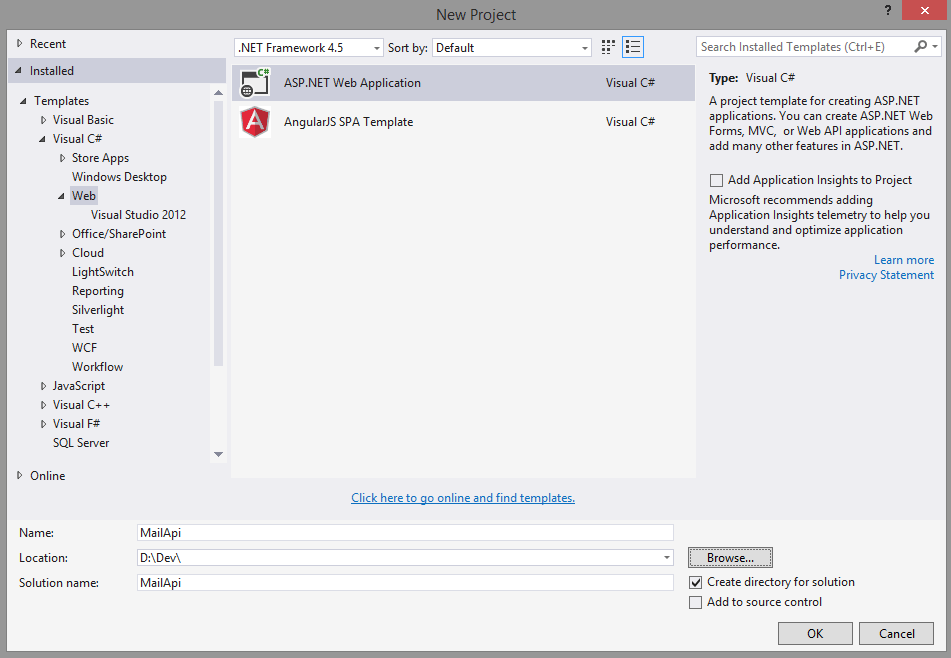 New Project
?
Recent
Installed
Templates
Visual Basic
Visual C#
Store Apps
Windows Desktop
Web
Visual Studio 2012
Office/SharePoint
Cloud
LightSwitch
Reporting
Silverlight
Test
WCF
Workflow
JavaScript
Visual C++
Visual F#
SQL Server
Online
.NET Framework 4.5 Sort by: Default
C# ASP.NET Web Application Visual C#
A AngularJS SPA Template Visual C#
Click here to go online and find templates.
Search Installed Templates (Ctrl+E)
Type: Visual C#
A project template for creating ASP.NET
applications. You can create ASP.NET Web
Forms, MVC, or Web API applications and
add many other features in ASP.NET.
Add Application Insights to Project
Microsoft recommends adding
Application Insights telemetry to help you
understand and optimize application
performance.
Learn more
Privacy Statement
Name: MailApi
Location: D:\Dev\ Browse...
Solution name: MailApi
Create directory for solution
Add to source control
OK Cancel